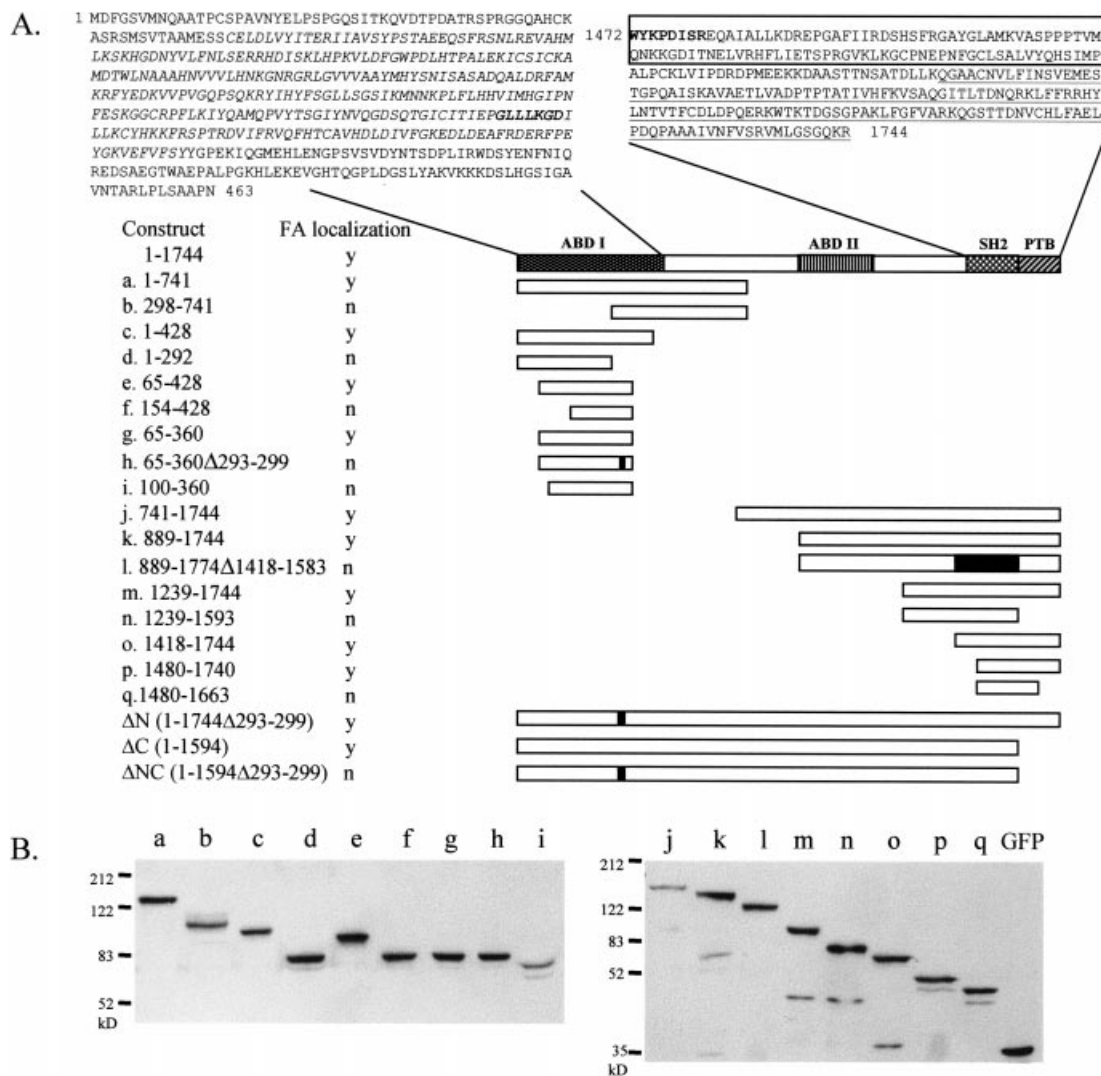 A.
1 MDFGSVMNQAATPCSPAVNYELPSPGQSITKQVDTPDATRSPRGGQAHCK
ASRSMSVTAAMESSCELDLVYITERIIAVSYPSTAEEQSFRSNLREVAHM
LKSKHGDNYVLFNLSERRHDISKLHPKVLDFGWPDLHTPALEKICSICKA
MDTWLNAAAHNVVVLHNKGNRGRLGVVVAAYMHYSNISASADQALDRFAM
KRFYEDKVVPVGQPSQKRYIHYFSGLLSGSIKMNNKPLFLHHVIMHGIPN
FESKGGCRPFLKIYQAMQPVYTSGIYNVQGDSQTGICITIEPGLLLKGDI
LLKCYHKKFRSPTRDVIFRVQFHTCAVHDLDIVFGKEDLDEAFRDERFPE
YGKVEFVFSYYGPEKIQGMEHLENGPSVSVDYNTSDPLIRWDSYENFNIQ
REDSAEGTWAEPALPGKHLEKEVGHTQGPLDGSLYAKVKKKDSLHGSIGA
VNTARLPLSAAPN 463
1472 WYKPDISREQAIALLKDREPGAFIIRDSHSFRGAYGLAMKVASPPPTVM
QNKKGDITNELVRHFLIETSPRGVKLKGCPNEPNFGCLSALVYQHSIMP
ALPCKLVIPDRDPMEEKKDAASTTNSATDLLKQGAACNVLFINSVEMES
TGPQAISKAVAETLVADPTPTATIVHFKVSAQGITLTDNQRKLFFRRHY
LNTVTFCDLDPQERKWTKTDGSGPAKLFGFVARKQGSTTDNVCHLFAEL
PDQPAAAIVNFVSRVMLGSGQKR 1744
Construct FA localization
ABD I ABD II SH2 PTB
1-1744 y
a. 1-741 y
b. 298-741 n
c. 1-428 y
d. 1-292 n
e. 65-428 y
f. 154-428 n
g. 65-360 y
h. 65-360Δ293-299 n
i. 100-360 n
j. 741-1744 y
k. 889-1744 y
l. 889-1774Δ1418-1583 n
m. 1239-1744 y
n. 1239-1593 n
o. 1418-1744 y
p. 1480-1740 y
q.1480-1663 n
ΔN (1-1744Δ293-299) y
ΔC (1-1594) y
ΔNC (1-1594Δ293-299) n
B.
a b c d e f g h i
212
122
83
52
kD
j k l m n o p q GFP
212
122
83
52
35
kD